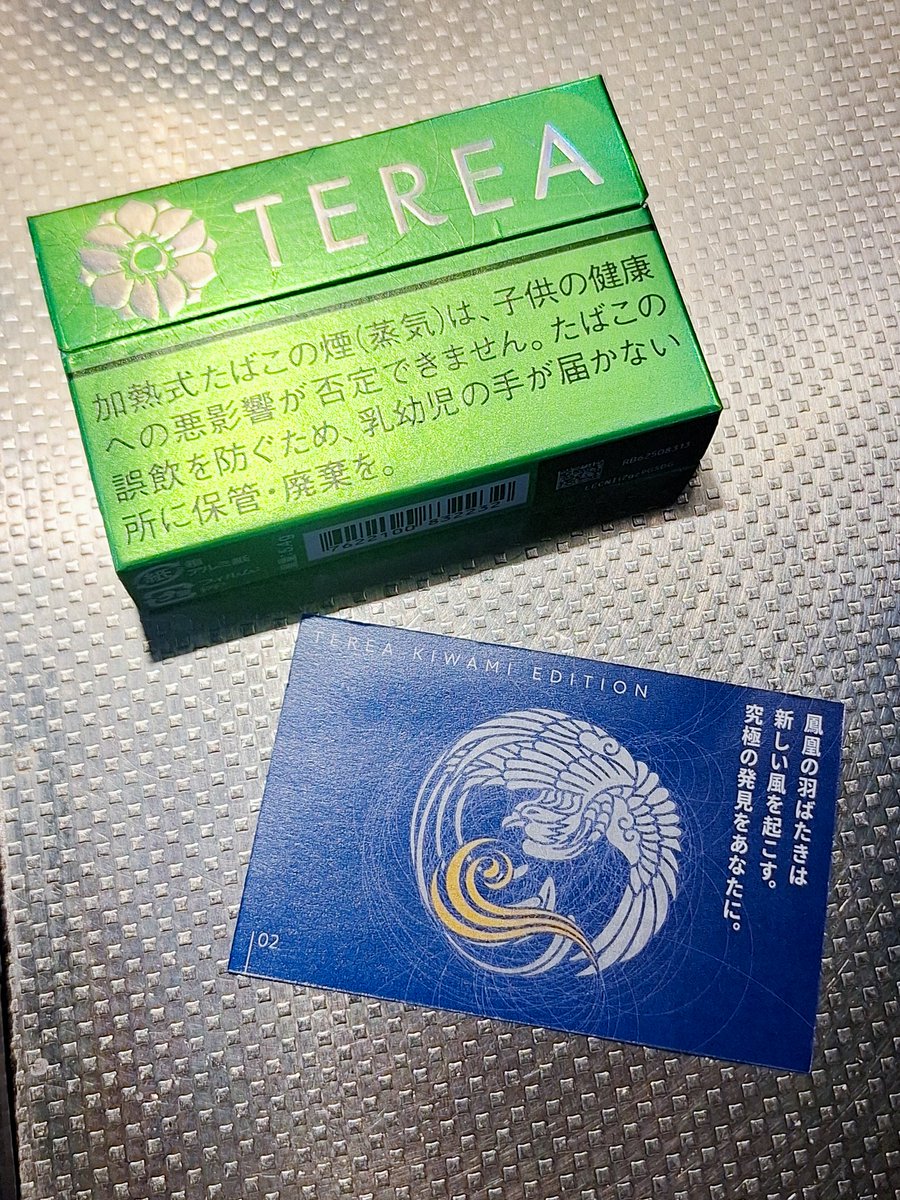 TEREA
加熱式たばこの煙(蒸気)は、子供の健康
への悪影響が否定できません。たばこの
誤飲を防ぐため、乳幼児の手が届かない
所に保管・廃棄を。
7622100 835232
RB62508313
TEREA KIWAMI EDITION
鳳凰の羽ばたきは
新しい風を起こす。
究極の発見をあなたに。
02